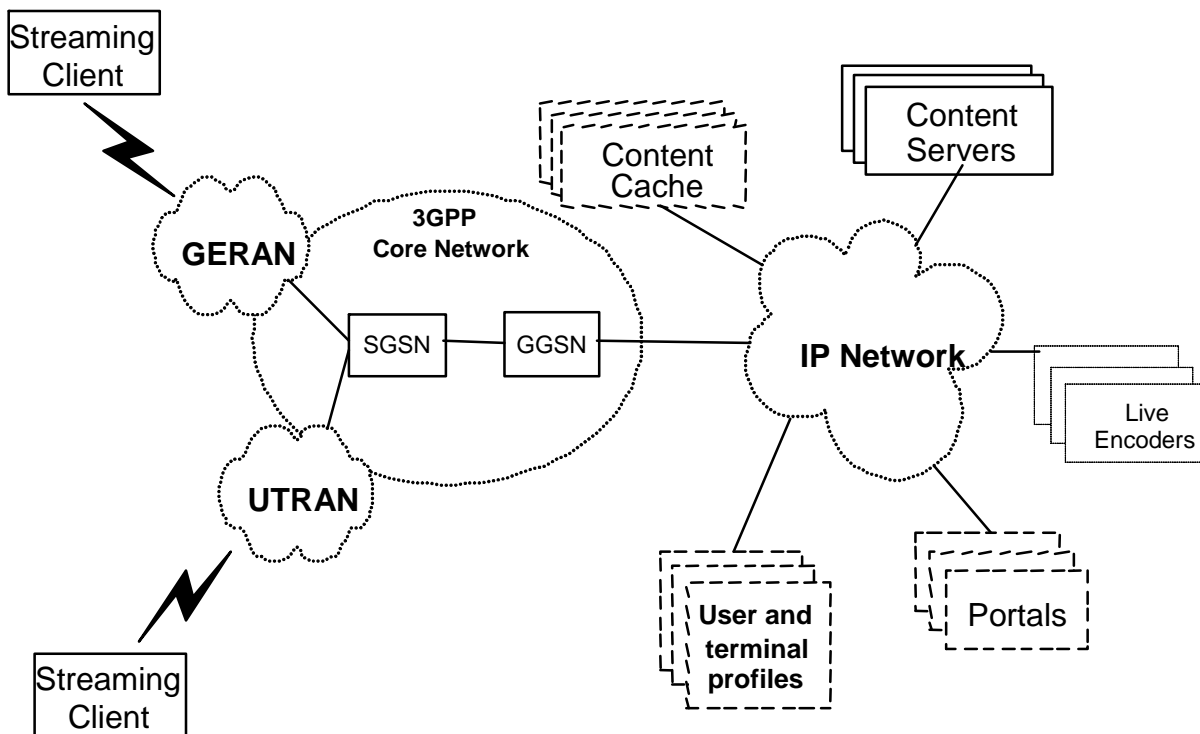 Streaming
Client
Content
Servers
Content
Cache
3GPP
Core Network
GERAN
SGSN
GGSN
IP Network
Live
Encoders
UTRAN
User and
terminal
profiles
Portals
Streaming
Client